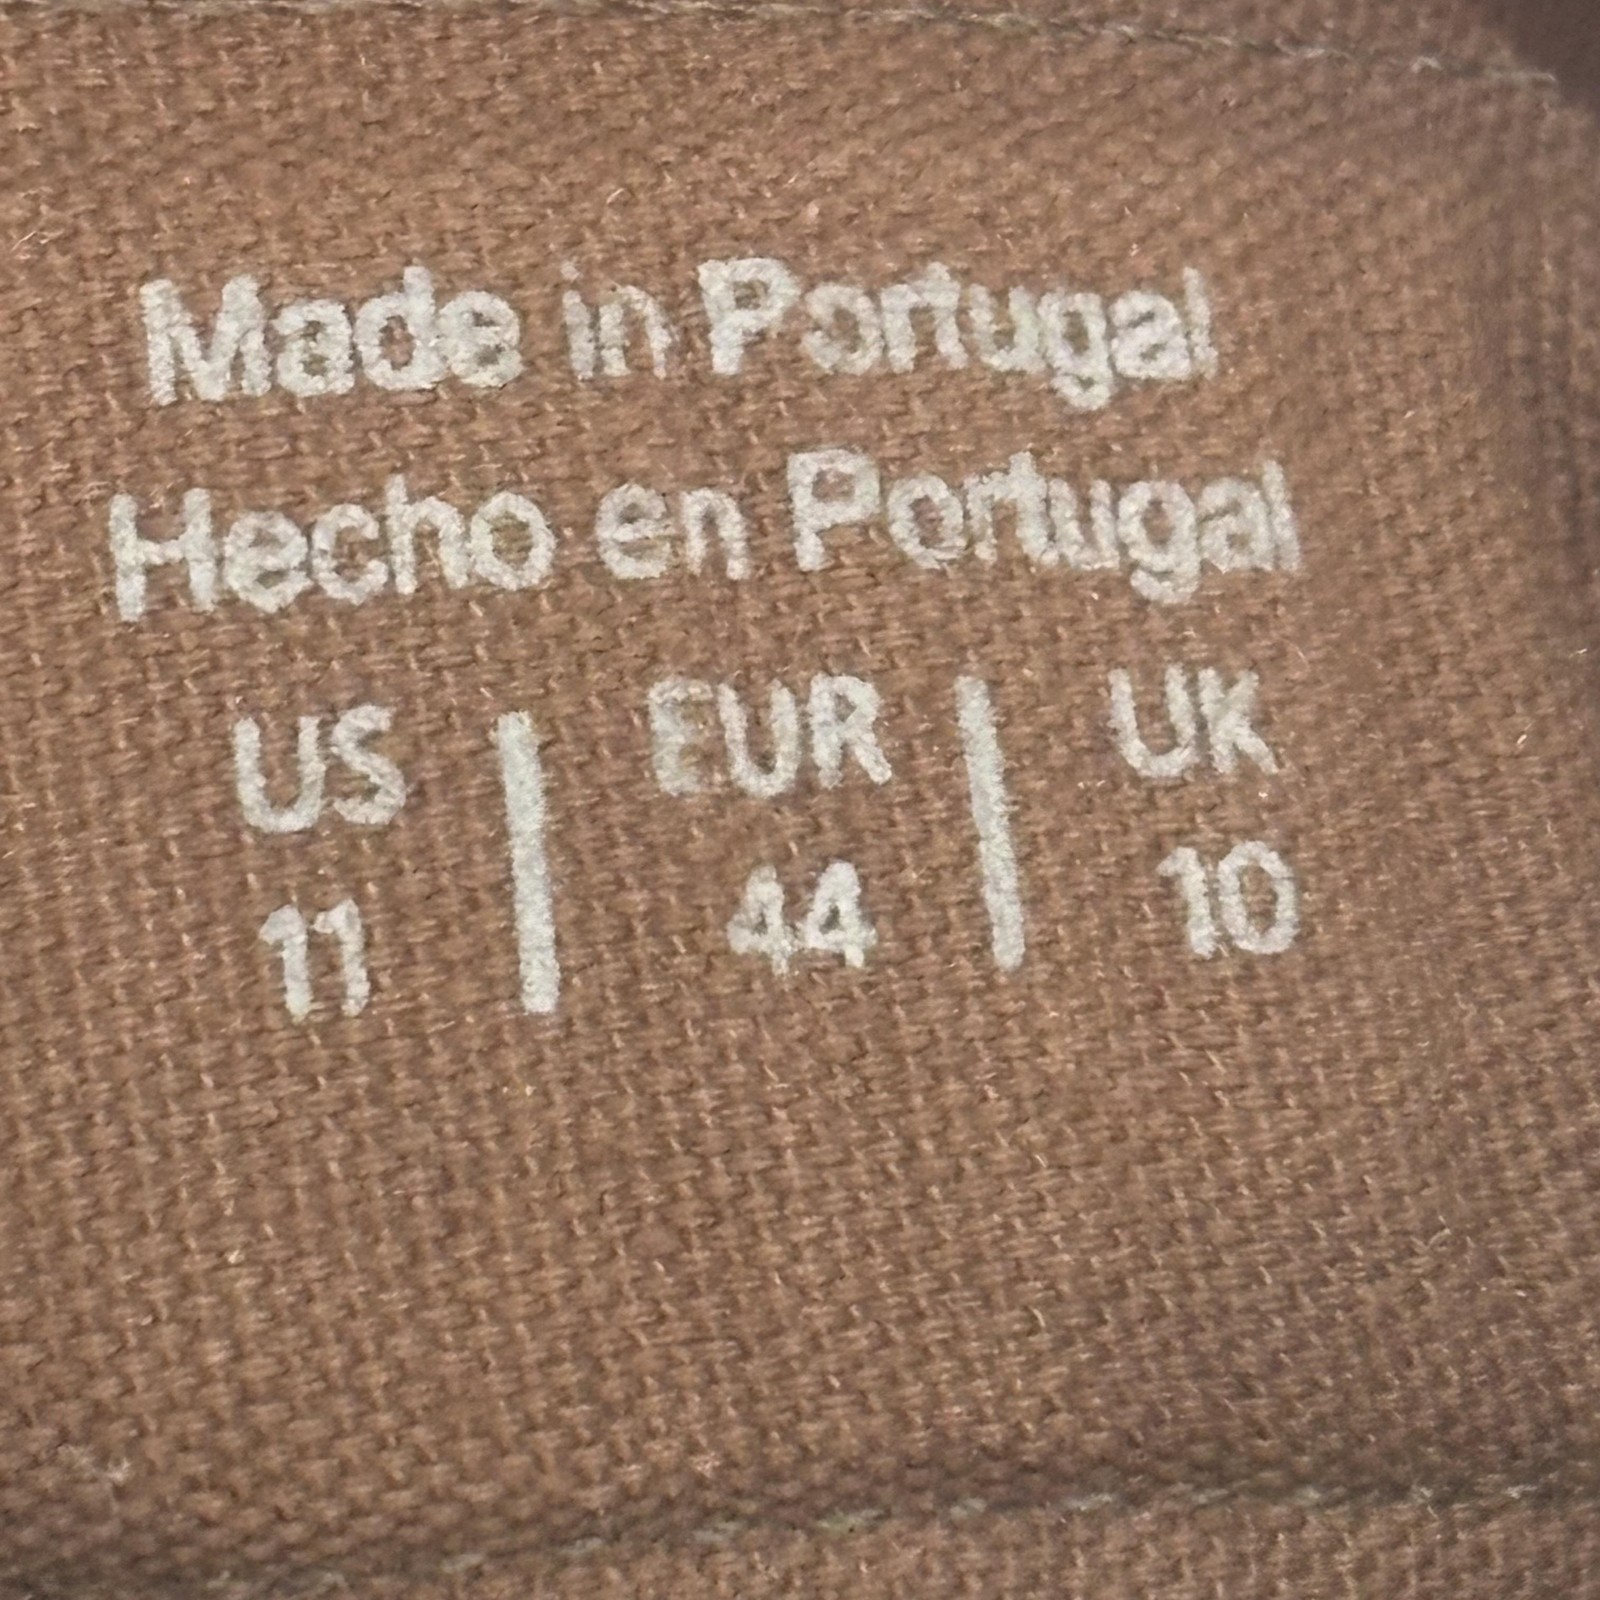 Made in Portugal
Hecho en Portugal
US | EUR | UK
11 | 44 | 10